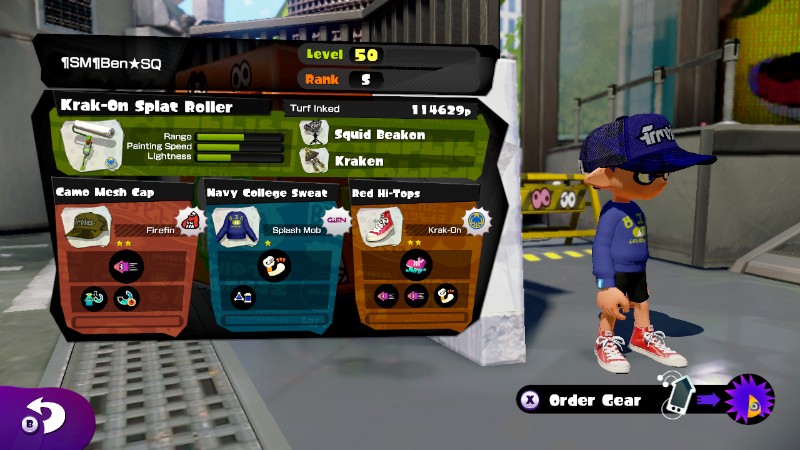 ¶SM¶Ben★SQ
Level 50
Rank S
Krak-On Splat Roller
Turf Inked 114629p
Range
Painting Speed
Lightness
Squid Beakon
Kraken
Camo Mesh Cap
Firefin
Navy College Sweat
Splash Mob
Red Hi-Tops
Krak-On
B
X Order Gear